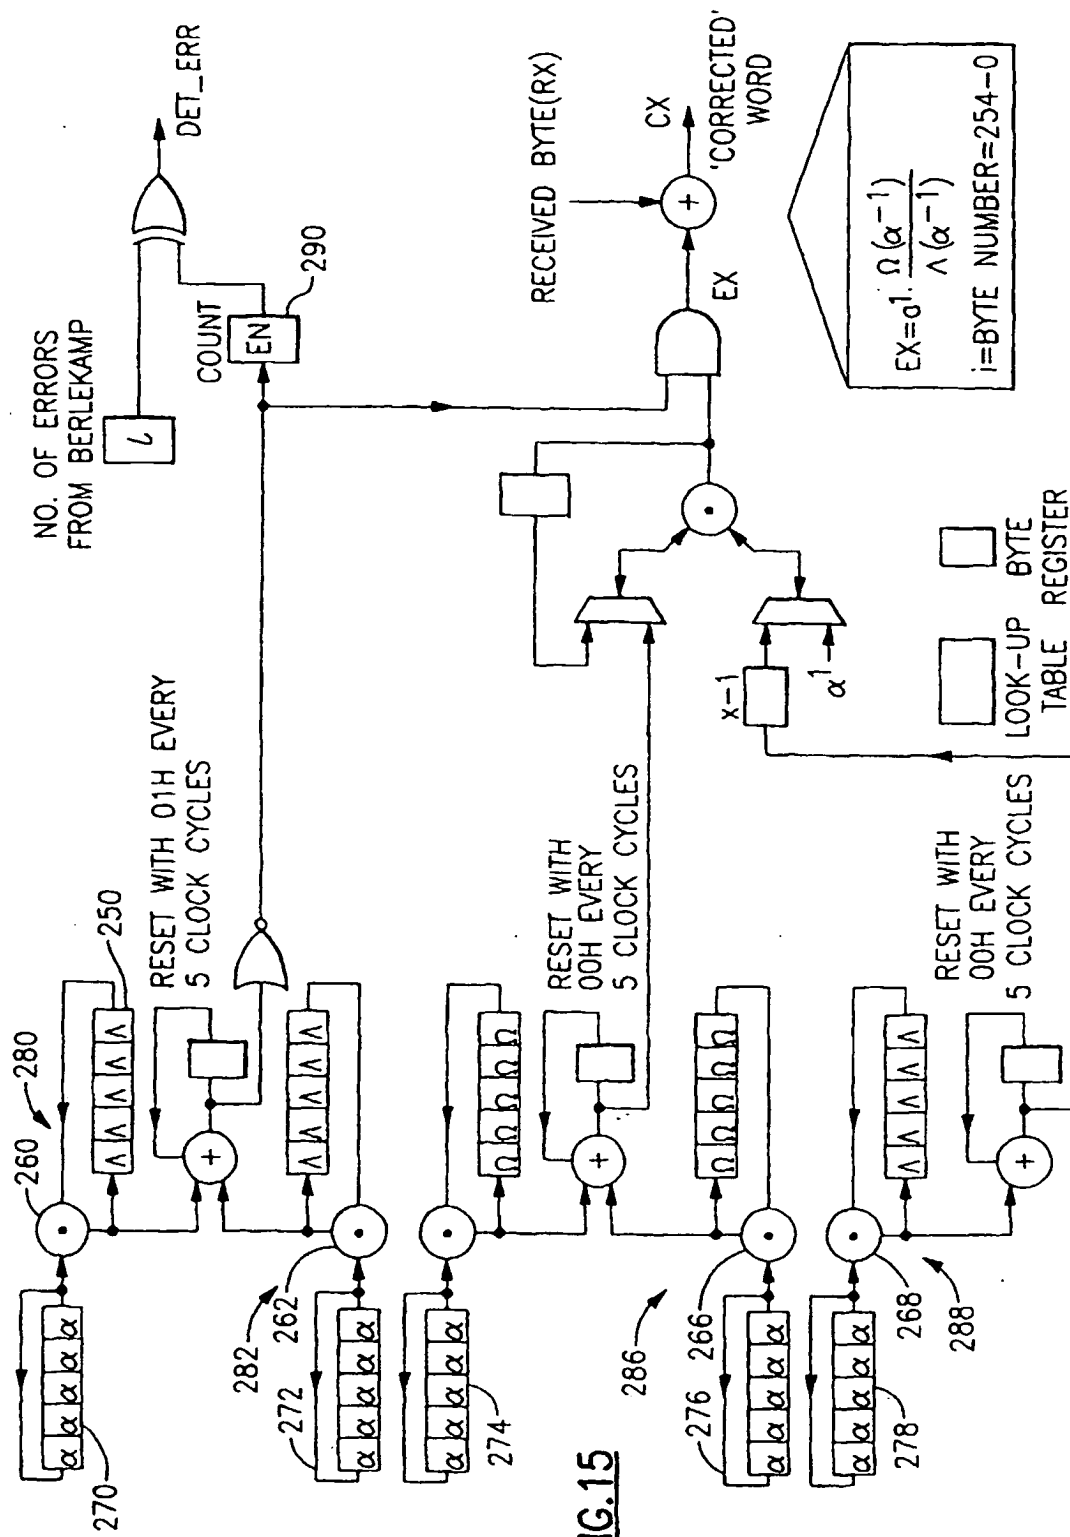 NO. OF ERRORS
FROM BERLEKAMP
l
DET_ERR
COUNT
EN
290
RECEIVED BYTE(RX)
EX
CX
'CORRECTED'
WORD
EX=a1. Ω(α−1)
Λ(α−1)
i=BYTE NUMBER=254-0
RESET WITH 01H EVERY
5 CLOCK CYCLES
250
260
280
Λ Λ Λ Λ Λ
+
α α α α α
270
262
282
272
Λ Λ Λ Λ Λ
α α α α α
274
α α α α α
Ω Ω Ω Ω Ω
+
RESET WITH
00H EVERY
5 CLOCK CYCLES
Ω Ω Ω Ω Ω
286
266
276
α α α α α
268
288
278
α α α α α
Λ Λ Λ Λ Λ
+
RESET WITH
00H EVERY
5 CLOCK CYCLES
x-1
α1
LOOK-UP
TABLE
BYTE
REGISTER
IG.15